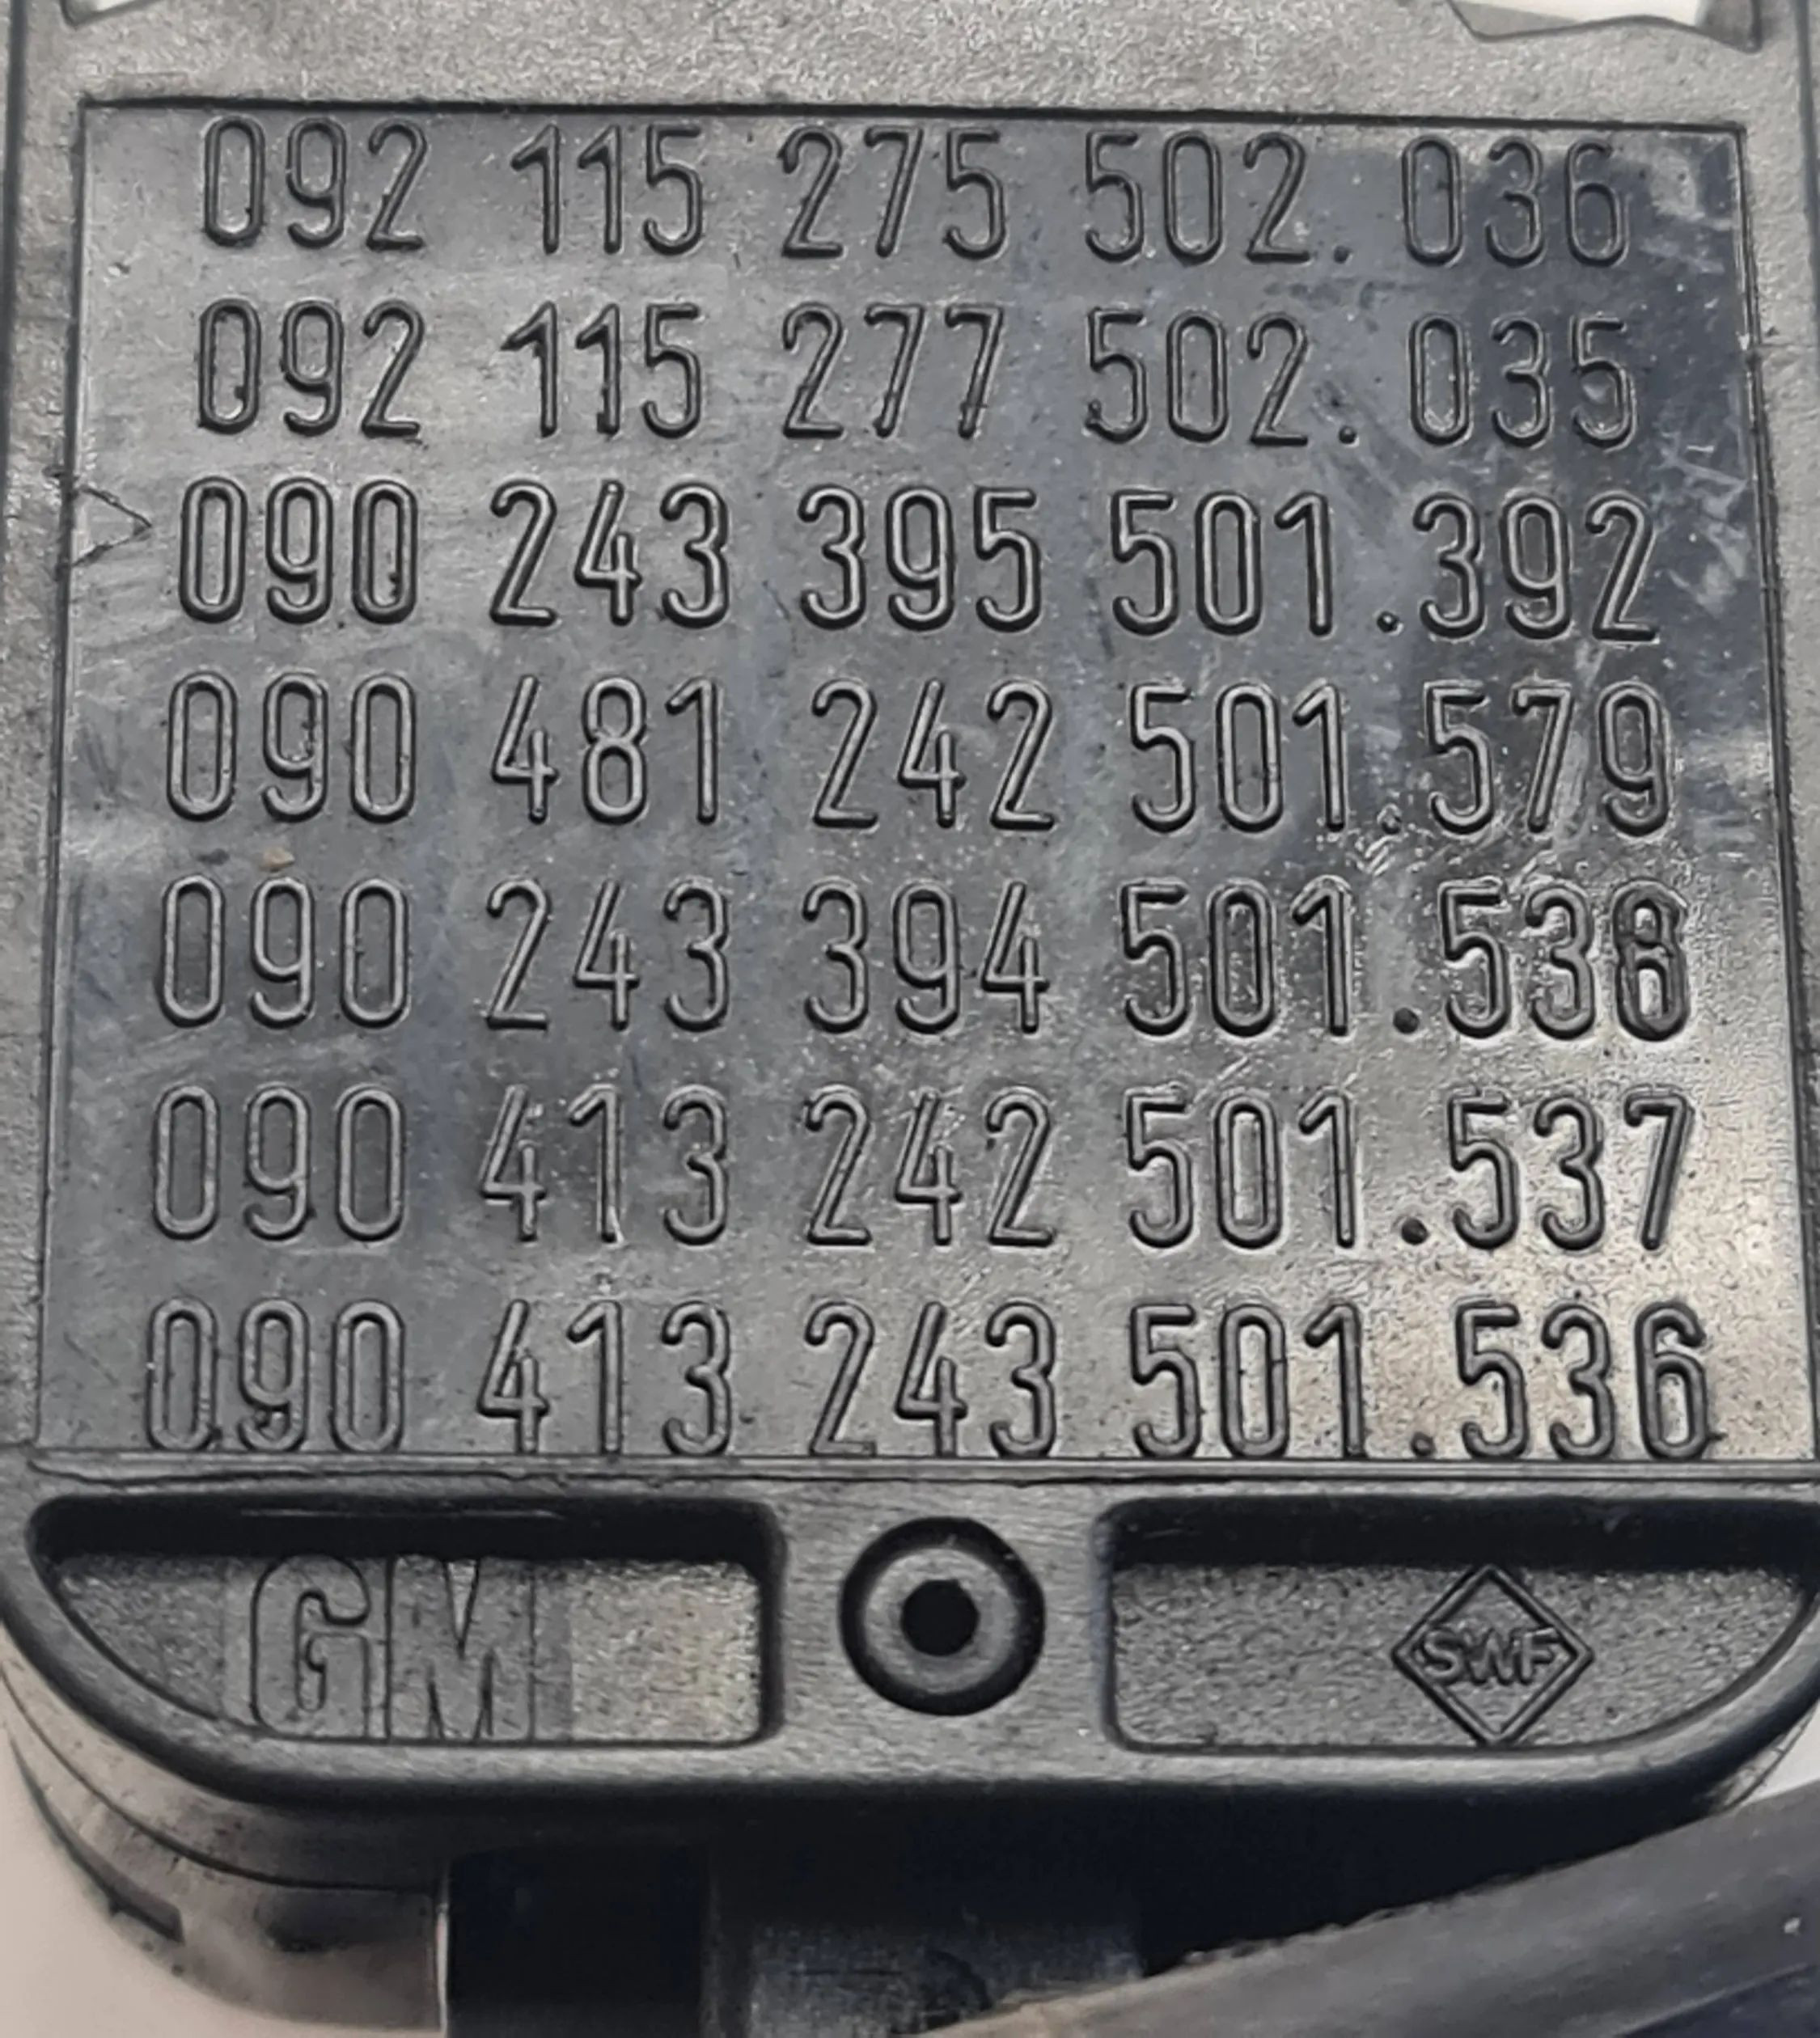 092 115 275 502. 036
092 115 277 502. 035
090 243 395 501.392
090 481 242 501.579
090 243 394 501.538
090 413 242 501.537
090 413 243 501.536
GM
SWF